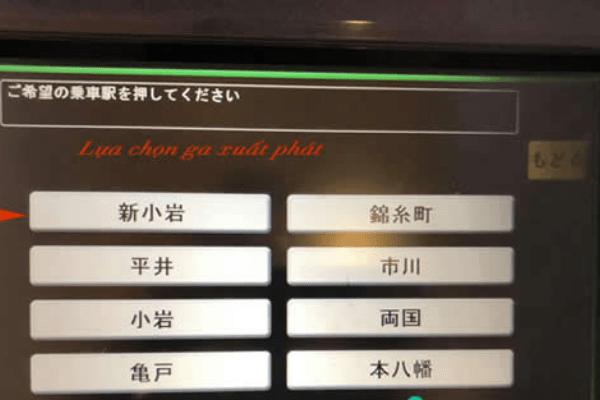 ご希望の乗車駅を押してください
Lựa chọn ga xuất phát
もどる
新小岩
錦糸町
平井
市川
小岩
両国
亀戸
本八幡